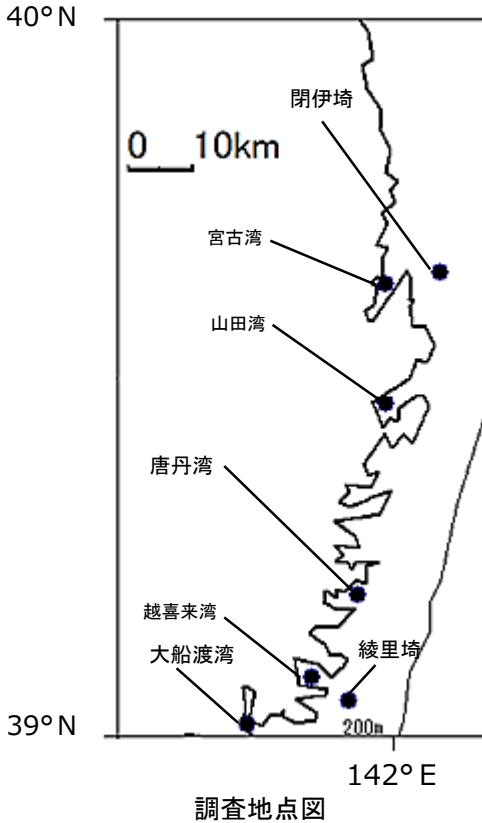 40°N
閉伊埼
0 10km
宮古湾
山田湾
唐丹湾
越喜来湾
大船渡湾
綾里埼
39°N
200m
142°E
調査地点図